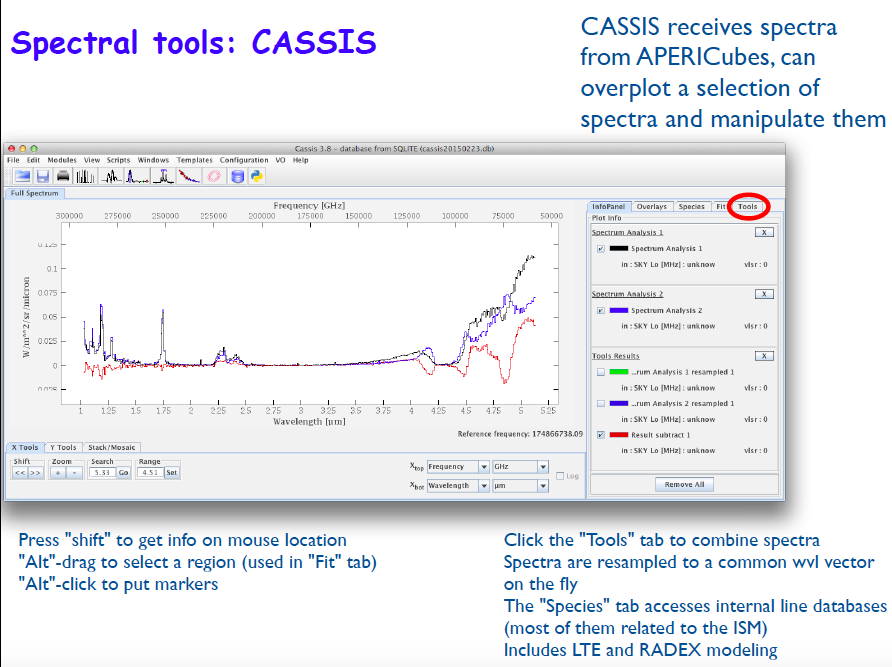 Spectral tools: CASSIS
CASSIS receives spectra
from APERICubes, can
overplot a selection of
spectra and manipulate them
Cassis 3.8 - database from SQLITE (cassis20150223.db)
File Edit Modules View Scripts Windows Templates Configuration VO Help
Full Spectrum
Frequency [GHz]
300000 275000 250000 225000 200000 175000 150000 125000 100000 75000 50000
0.125
0.1
0.075
0.05
0.025
0
0.025
W/m^2/sr/micron
1 1.25 1.5 1.75 2 2.25 2.5 2.75 3 3.25 3.5 3.75 4 4.25 4.5 4.75 5 5.25
Wavelength [μm]
Reference frequency: 174866738.09
InfoPanel Overlays Species Fit Tools
Plot Info
Spectrum Analysis 1 X
Spectrum Analysis 1
in : SKY Lo [MHz] : unknow vlsr : 0
Spectrum Analysis 2 X
Spectrum Analysis 2
in : SKY Lo [MHz] : unknow vlsr : 0
Tools Results X
...rum Analysis 1 resampled 1
in : SKY Lo [MHz] : unknow vlsr : 0
...rum Analysis 2 resampled 1
in : SKY Lo [MHz] : unknow vlsr : 0
Result subtract 1
in : SKY Lo [MHz] : unknow vlsr : 0
Remove All
X Tools Y Tools Stack/Mosaic
Shift Zoom Search Range
<< >> + - 5.33 Go 4.51 Set
Xtop Frequency GHz
Xbot Wavelength μm
Log
Press "shift" to get info on mouse location
"Alt"-drag to select a region (used in "Fit" tab)
"Alt"-click to put markers
Click the "Tools" tab to combine spectra
Spectra are resampled to a common wvl vector
on the fly
The "Species" tab accesses internal line databases
(most of them related to the ISM)
Includes LTE and RADEX modeling